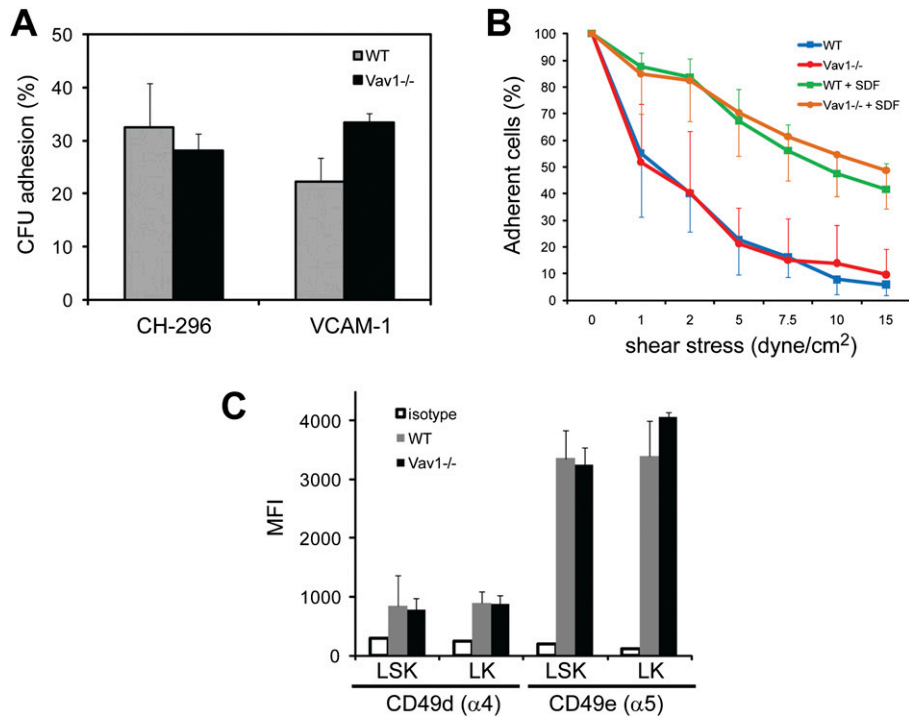 A
CFU adhesion (%)
50
40
30
20
10
0
WT
Vav1-/-
CH-296
VCAM-1
B
Adherent cells (%)
100
90
80
70
60
50
40
30
20
10
0
WT
Vav1-/-
WT + SDF
Vav1-/- + SDF
0 1 2 5 7.5 10 15
shear stress (dyne/cm²)
C
MFI
4000
3000
2000
1000
0
isotype
WT
Vav1-/-
LSK LK LSK LK
CD49d (α4) CD49e (α5)